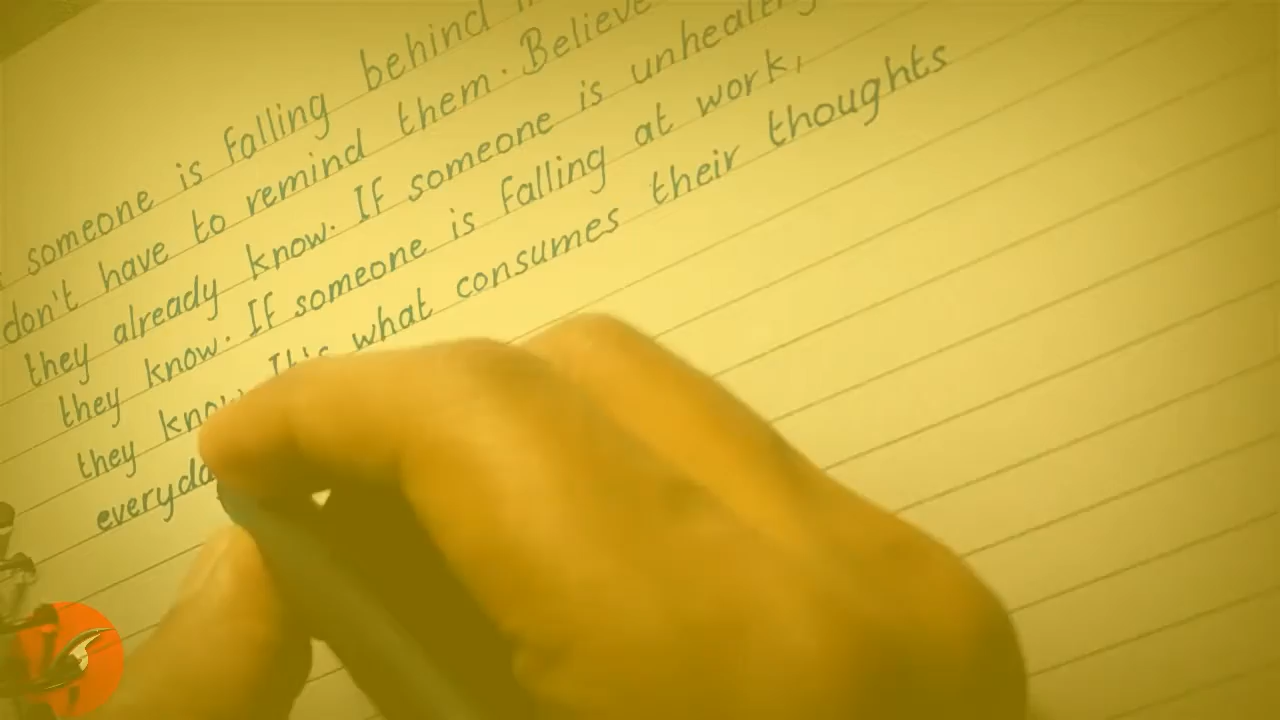 someone is falling behind
don't have to remind them. Believe
they already know. If someone is unhealthy
they know. If someone is falling at work,
they know. It's what consumes their thoughts
everyda